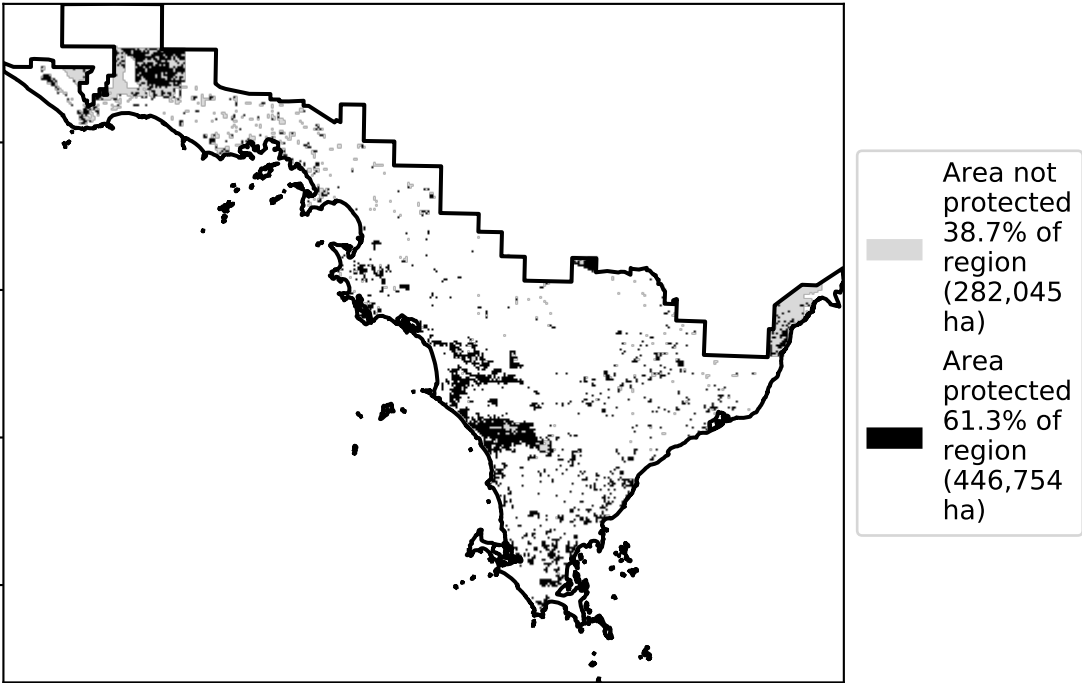 Area not
protected
38.7% of
region
(282,045
ha)
Area
protected
61.3% of
region
(446,754
ha)